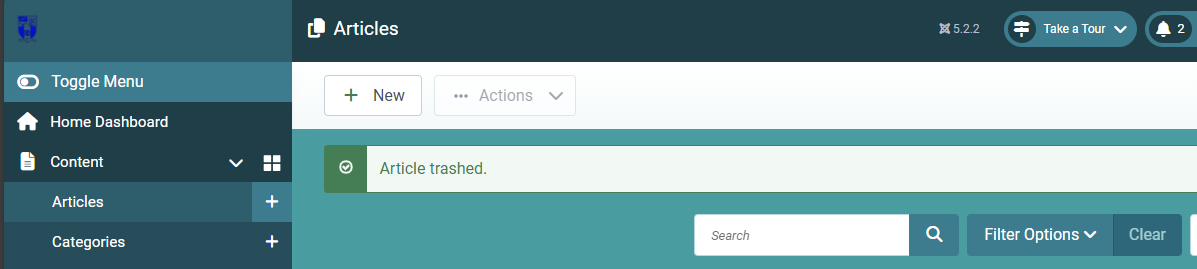 Articles
5.2.2
Take a Tour
2
Toggle Menu
New
Actions
Home Dashboard
Content
Article trashed.
Articles
Search
Filter Options
Clear
Categories